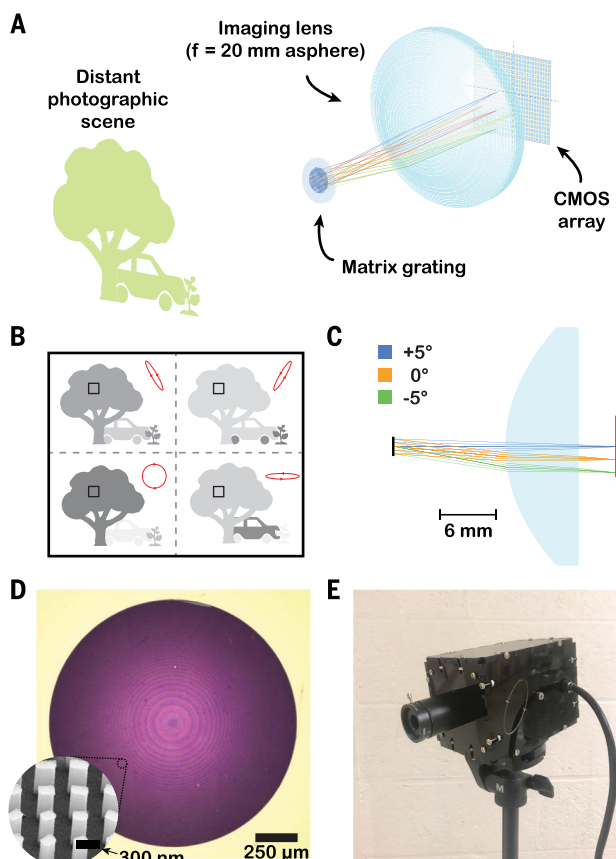 A
Imaging lens
(f = 20 mm asphere)
Distant
photographic
scene
CMOS
array
Matrix grating
B
C
+5°
0°
-5°
6 mm
D
300 nm
250 µm
E
M